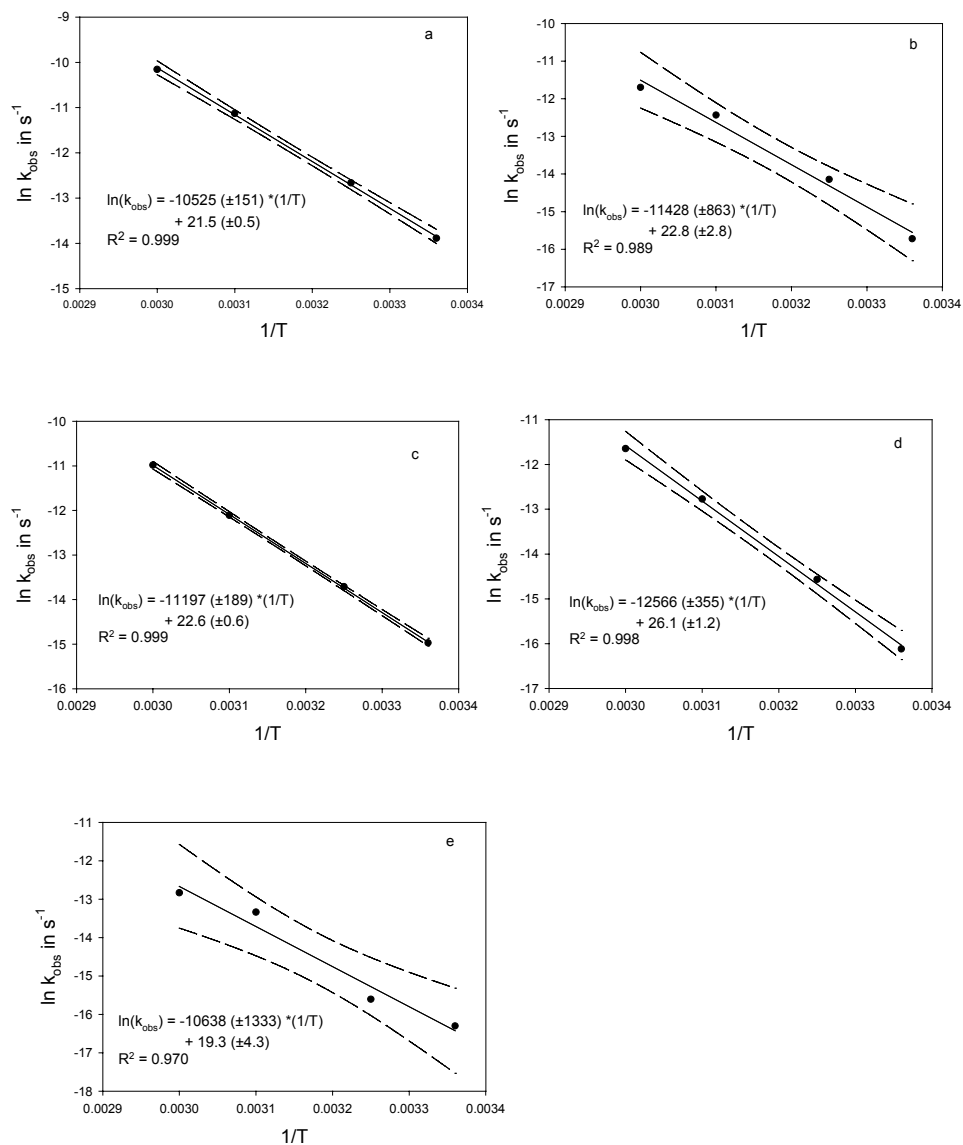 a
-9
-10
-11
-12
-13
-14
-15
ln k_obs in s^-1
ln(k_obs) = -10525 (±151) *(1/T)
+ 21.5 (±0.5)
R² = 0.999
0.0029 0.0030 0.0031 0.0032 0.0033 0.0034
1/T
b
-10
-11
-12
-13
-14
-15
-16
-17
ln k_obs in s^-1
ln(k_obs) = -11428 (±863) *(1/T)
+ 22.8 (±2.8)
R² = 0.989
0.0029 0.0030 0.0031 0.0032 0.0033 0.0034
1/T
c
-10
-11
-12
-13
-14
-15
-16
ln k_obs in s^-1
ln(k_obs) = -11197 (±189) *(1/T)
+ 22.6 (±0.6)
R² = 0.999
0.0029 0.0030 0.0031 0.0032 0.0033 0.0034
1/T
d
-11
-12
-13
-14
-15
-16
-17
ln k_obs in s^-1
ln(k_obs) = -12566 (±355) *(1/T)
+ 26.1 (±1.2)
R² = 0.998
0.0029 0.0030 0.0031 0.0032 0.0033 0.0034
1/T
e
-11
-12
-13
-14
-15
-16
-17
-18
ln k_obs in s^-1
ln(k_obs) = -10638 (±1333) *(1/T)
+ 19.3 (±4.3)
R² = 0.970
0.0029 0.0030 0.0031 0.0032 0.0033 0.0034
1/T